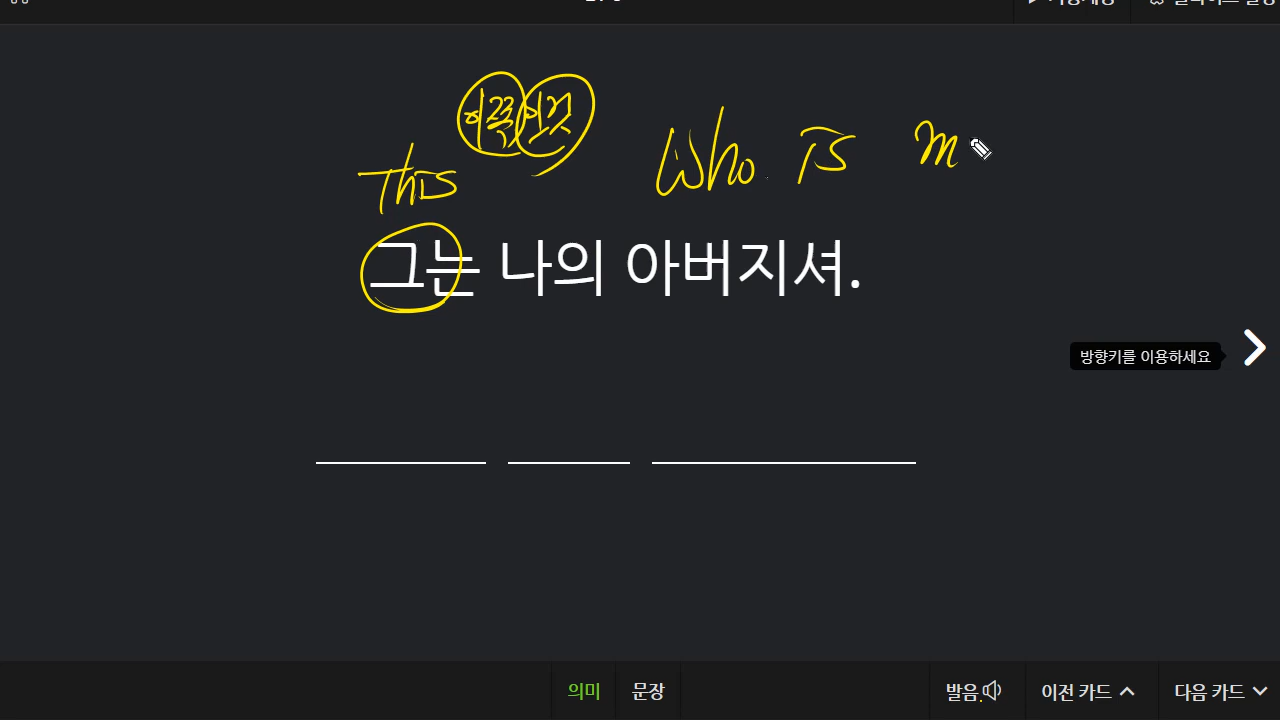 이쪽 인것
This
Who is m
그는 나의 아버지셔.
방향키를 이용하세요
의미 문장 발음 이전 카드 다음 카드